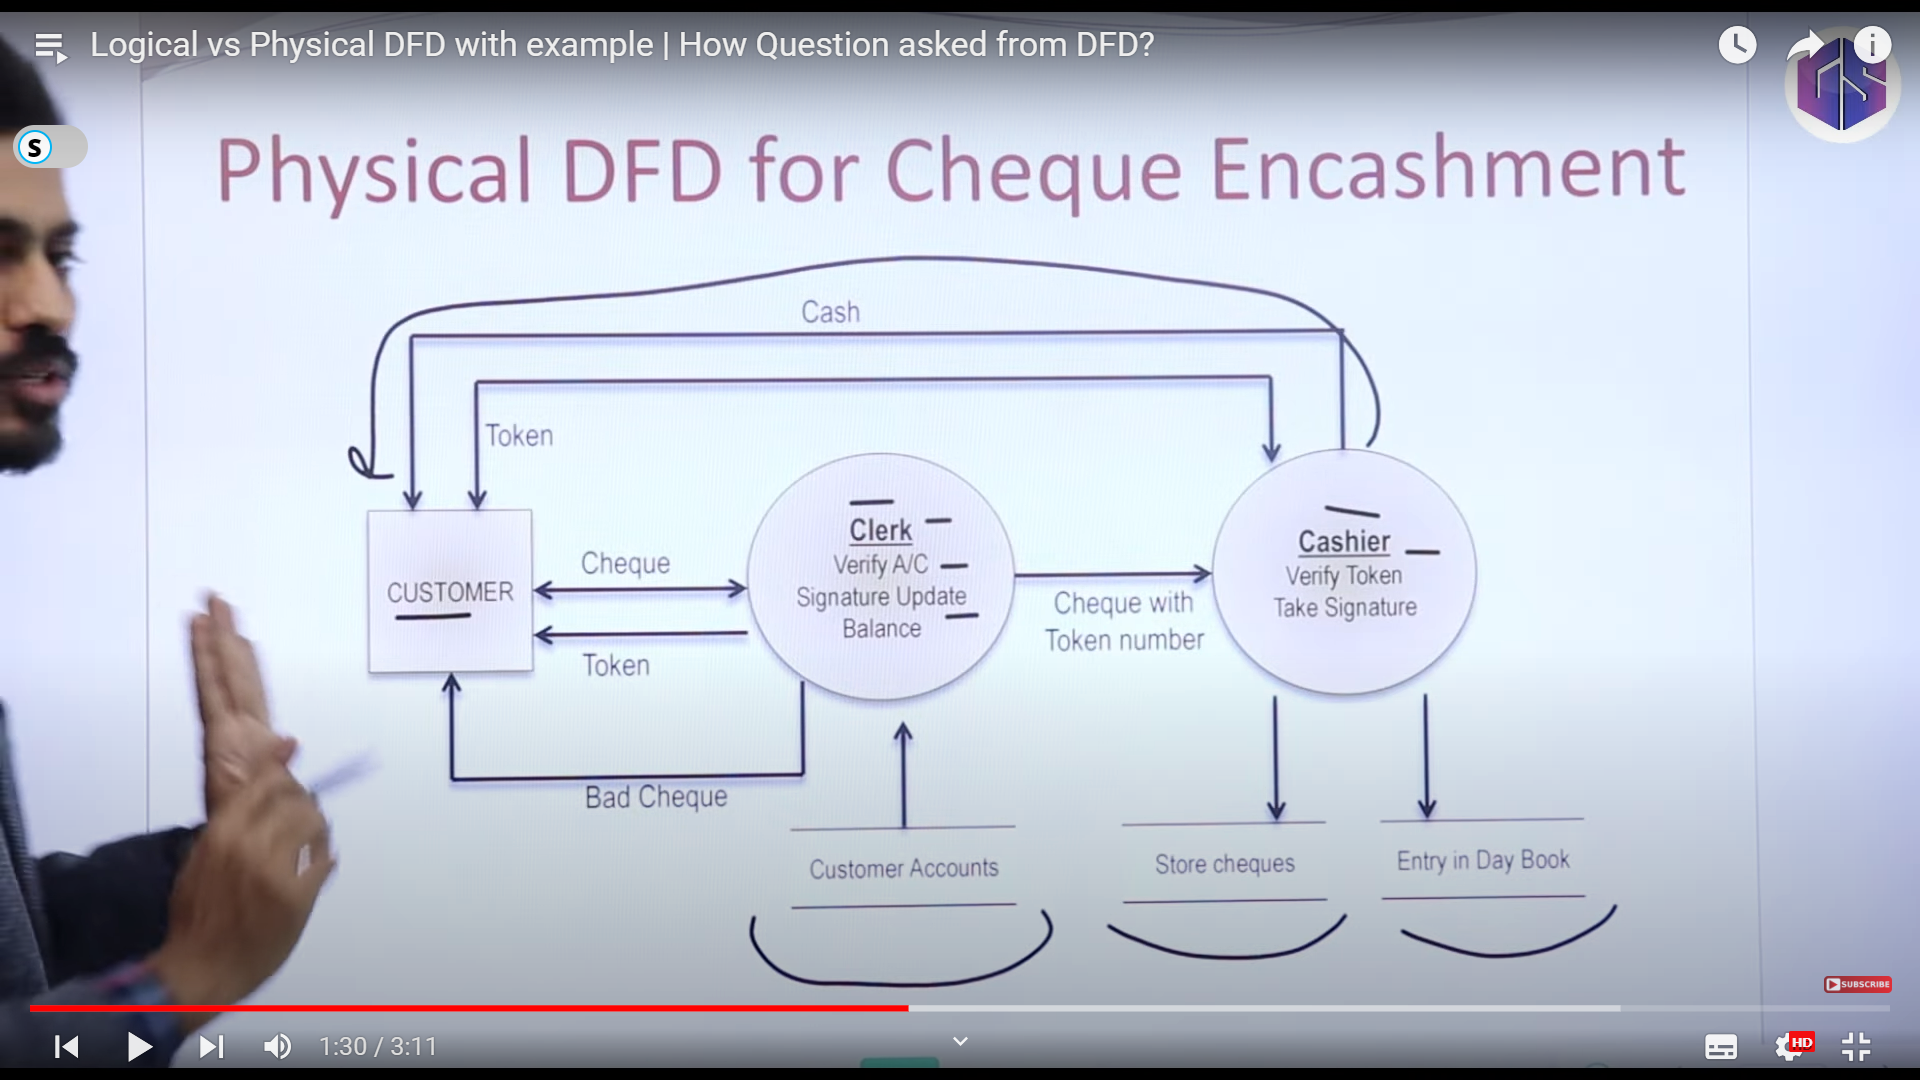 Logical vs Physical DFD with example | How Question asked from DFD?
S
Physical DFD for Cheque Encashment
Cash
Token
CUSTOMER
Cheque
Token
Clerk
Verify A/C
Signature Update
Balance
Cheque with
Token number
Cashier
Verify Token
Take Signature
Bad Cheque
Customer Accounts
Store cheques
Entry in Day Book
SUBSCRIBE
1:30 / 3:11
HD